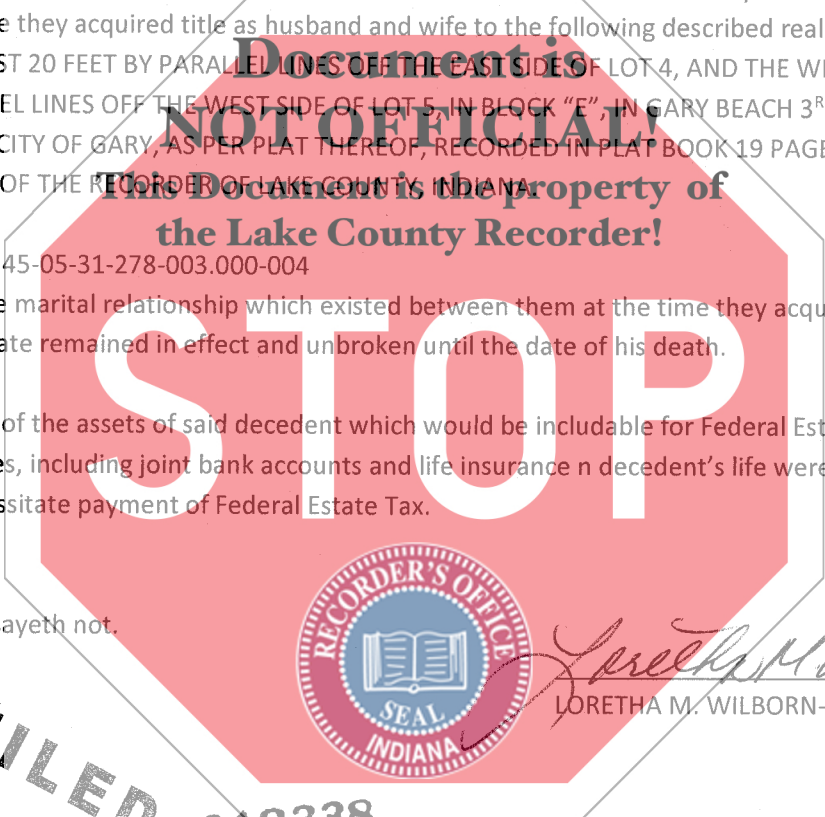 e they acquired title as husband and wife to the following described real
Document is
ST 20 FEET BY PARALLEL LINES OFF THE EAST SIDE OF LOT 4, AND THE WE
EL LINES OFF THE WEST SIDE OF LOT 5, IN BLOCK “E”, IN GARY BEACH 3R
NOT OFFICIAL!
CITY OF GARY, AS PER PLAT THEREOF, RECORDED IN PLAT BOOK 19 PAGE
OF THE RECORDER OF LAKE COUNTY, INDIANA.
This Document is the property of
the Lake County Recorder!
45-05-31-278-003.000-004
e marital relationship which existed between them at the time they acqu
ate remained in effect and unbroken until the date of his death.
STOP
of the assets of said decedent which would be includable for Federal Est
s, including joint bank accounts and life insurance n decedent’s life were
ssitate payment of Federal Estate Tax.
RECORDER'S OFFICE
SEAL
INDIANA
ayeth not.
Loretha M
LORETHA M. WILBORN-
ILED